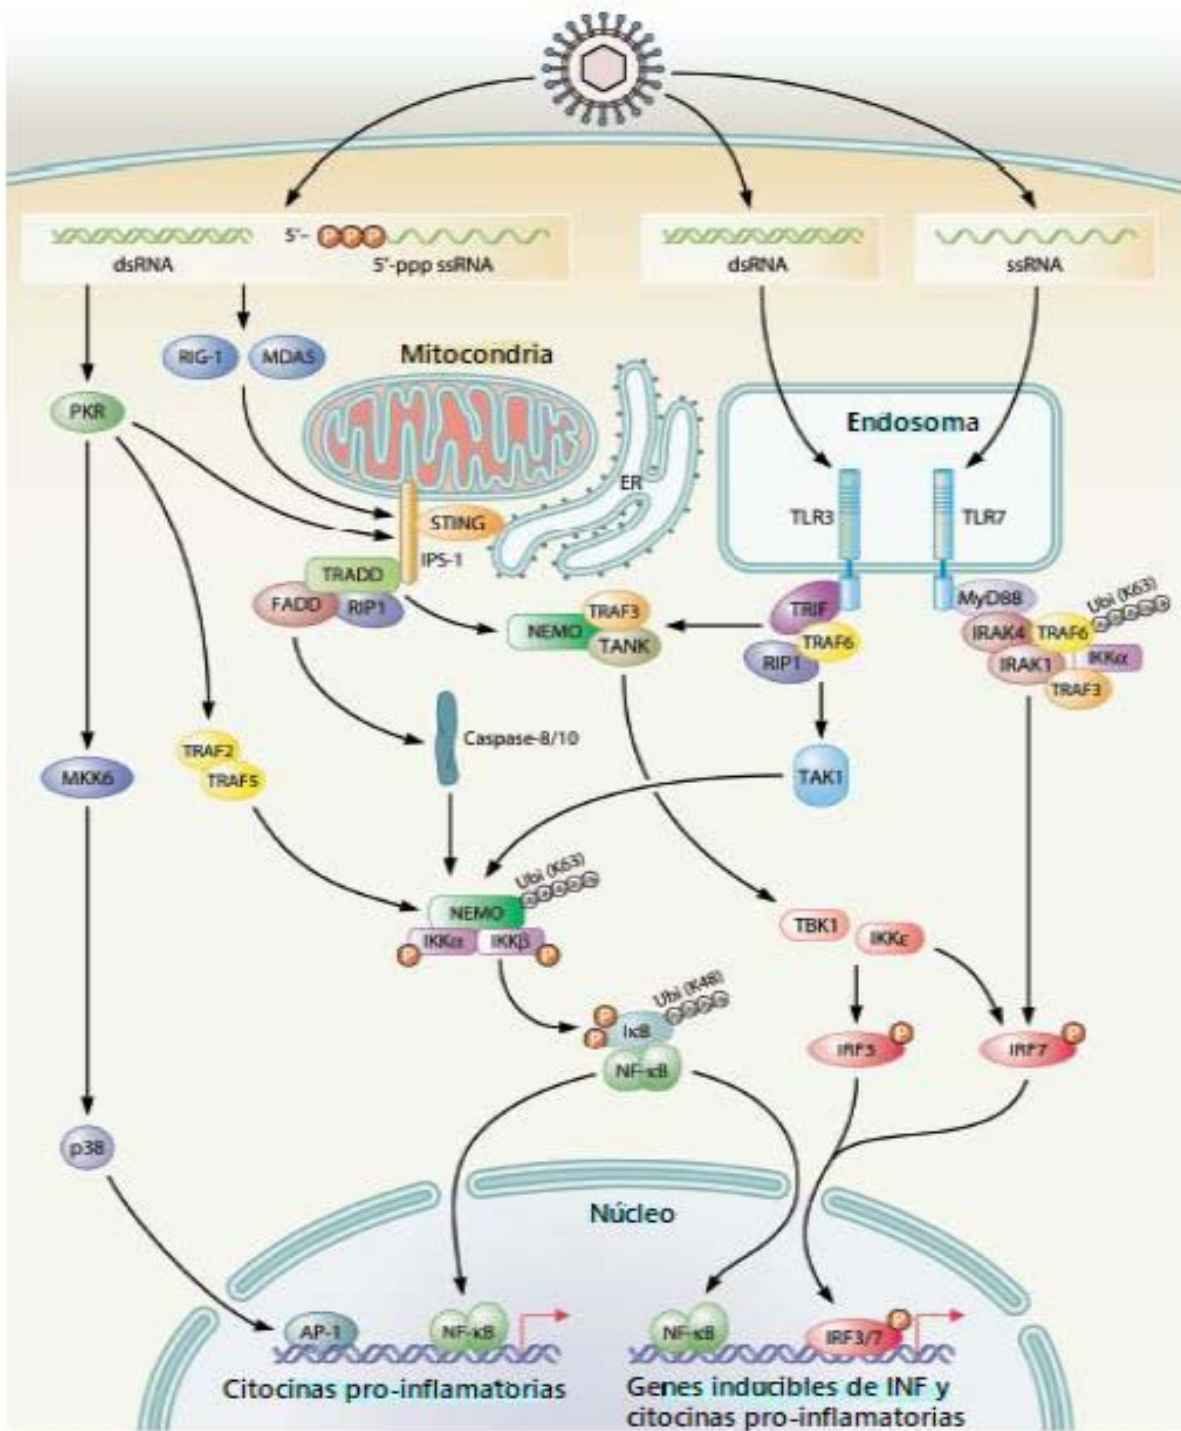 5'-
P P P
dsRNA
5'-ppp ssRNA
dsRNA
ssRNA
RIG-1
MDA5
Mitocondria
PKR
Endosoma
ER
STING
TLR3
TLR7
IPS-1
TRADD
FADD
RIP1
TRAF3
NEMO
TANK
TRIF
TRAF6
RIP1
MyD88
Ubi (K63)
IRAK4
TRAF6
IRAK1
IKKα
TRAF3
Caspase-8/10
TRAF2
TRAF5
MKK6
TAK1
Ubi (K63)
NEMO
IKKα
IKKβ
P
P
TBK1
IKKε
Ubi (K48)
P
P
IκB
NF-κB
P
IRF3
P
IRF7
p38
Núcleo
AP-1
NF-κB
NF-κB
P
IRF3/7
Citocinas pro-inflamatorias
Genes inducibles de INF y
citocinas pro-inflamatorias